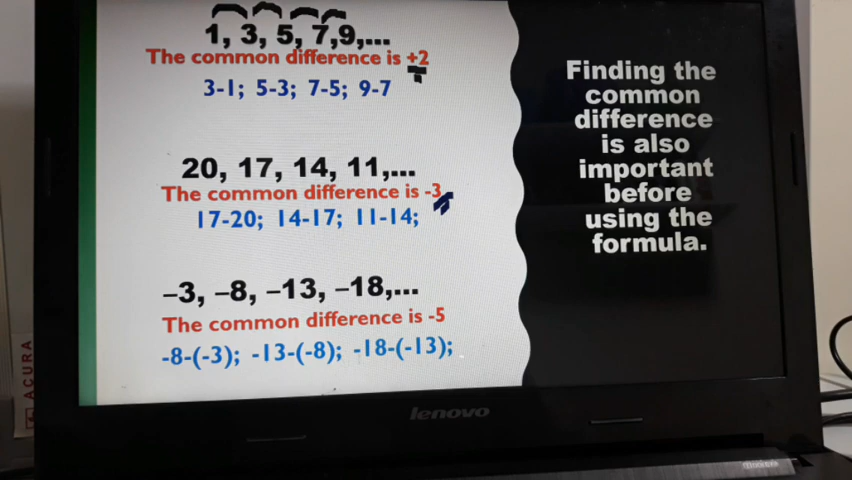 1, 3, 5, 7,9,...
The common difference is +2
3-1; 5-3; 7-5; 9-7
20, 17, 14, 11,...
The common difference is -3
17-20; 14-17; 11-14;
–3, –8, –13, –18,...
The common difference is -5
-8-(-3); -13-(-8); -18-(-13);
Finding the
common
difference
is also
important
before
using the
formula.
ACURA
lenovo